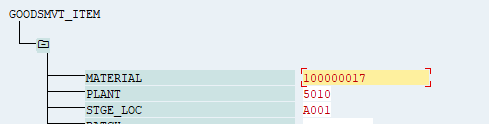 GOODSMVT_ITEM
MATERIAL 100000017
PLANT 5010
STGE_LOC A001